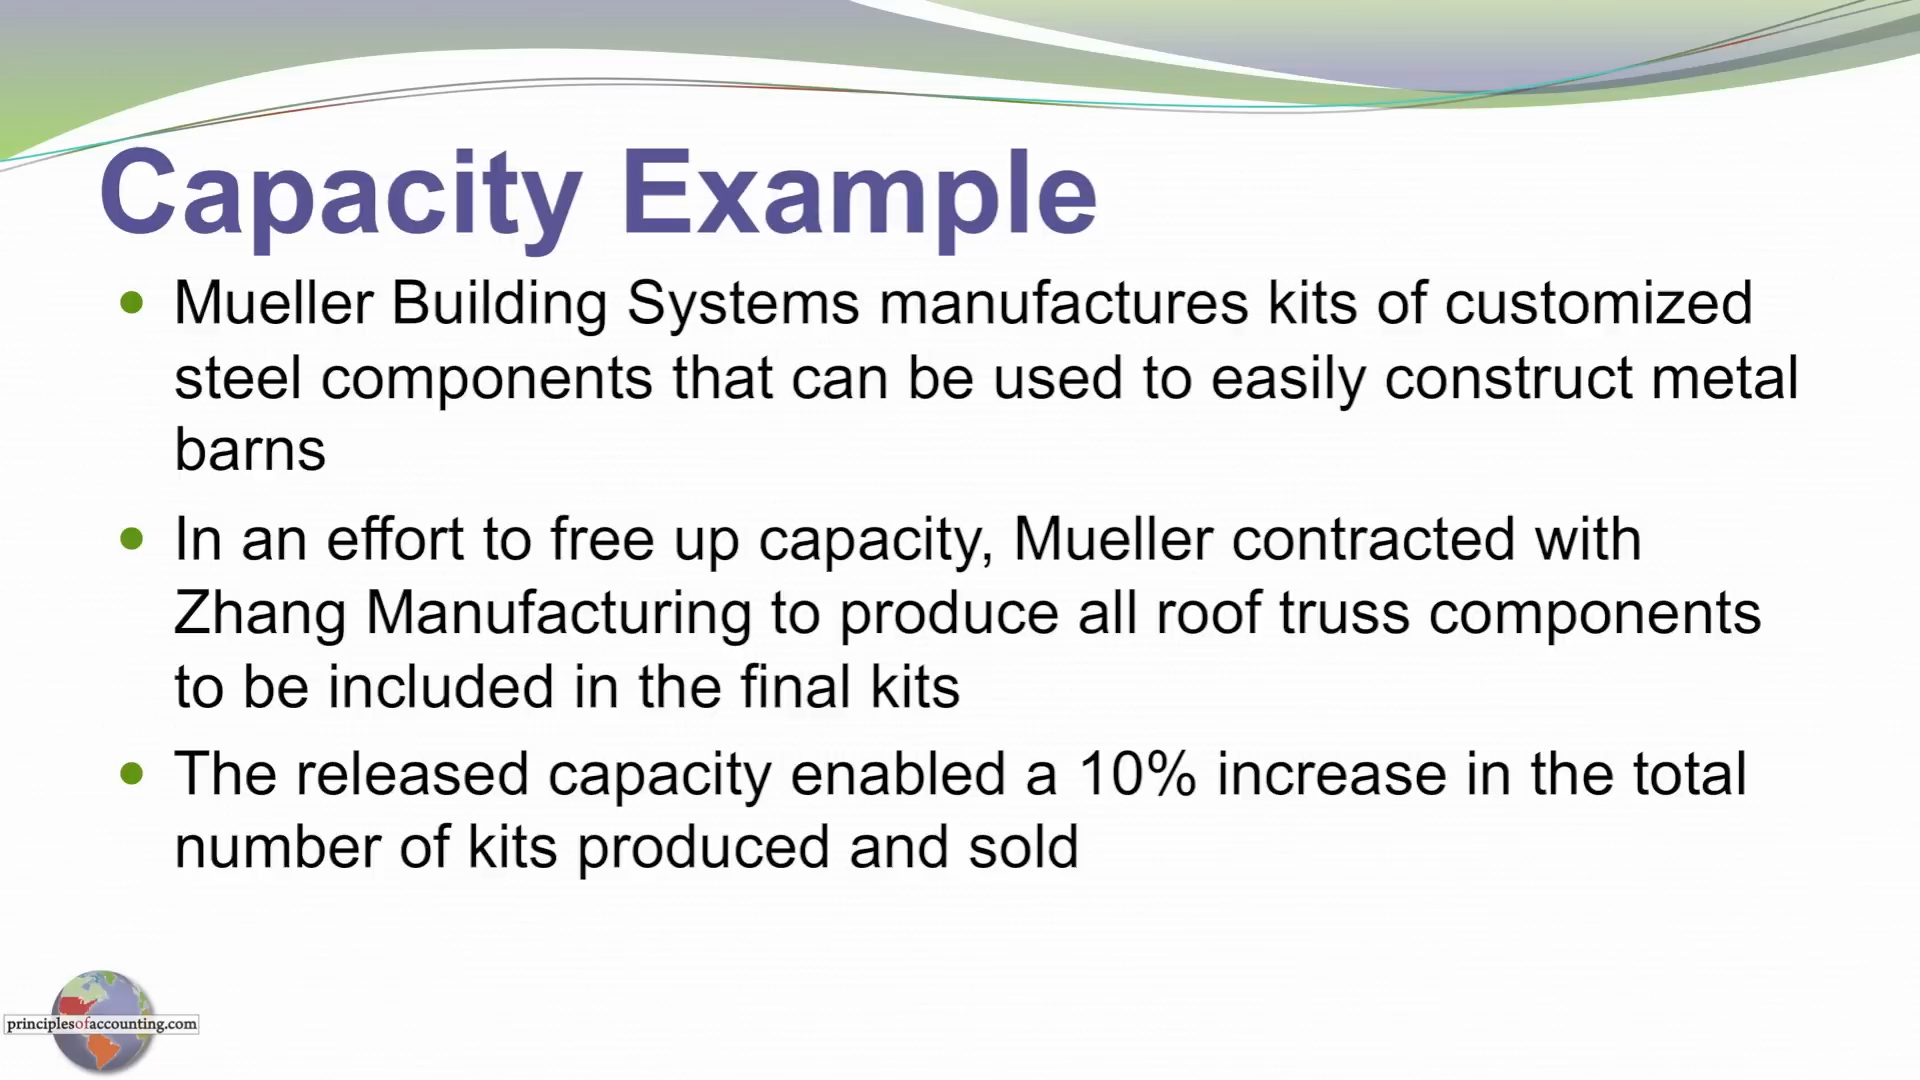 Capacity Example
• Mueller Building Systems manufactures kits of customized
steel components that can be used to easily construct metal
barns
• In an effort to free up capacity, Mueller contracted with
Zhang Manufacturing to produce all roof truss components
to be included in the final kits
• The released capacity enabled a 10% increase in the total
number of kits produced and sold
principlesofaccounting.com